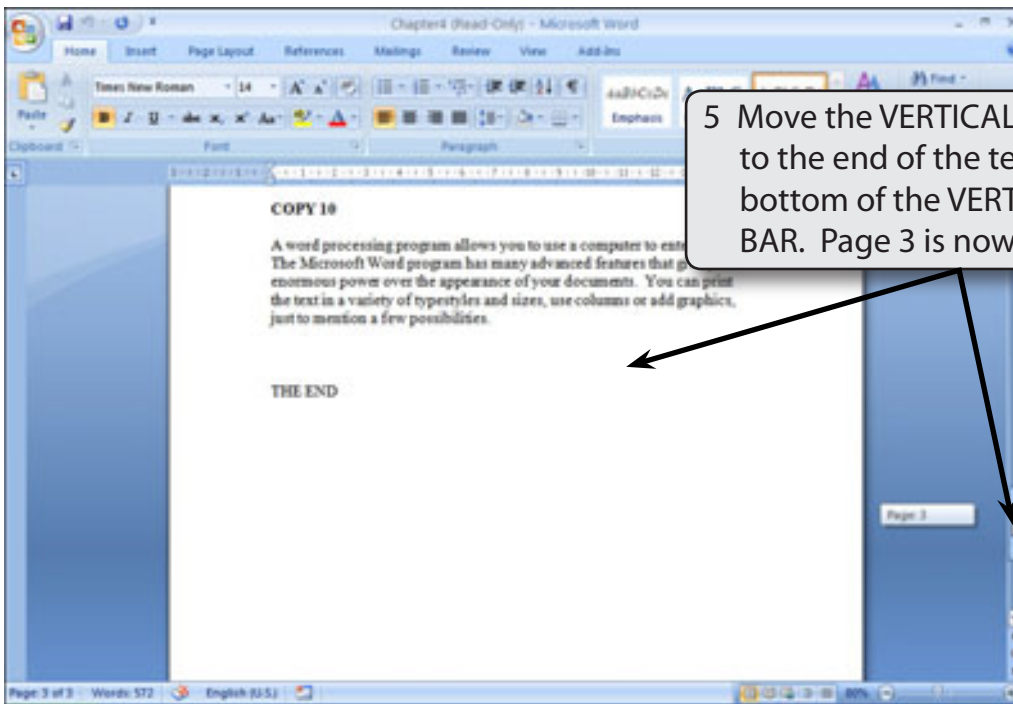 Chapter4 (Read-Only) - Microsoft Word
Home Insert Page Layout References Mailings Review View Add-Ins
Times New Roman 14
Find
Paste
Emphasis
Clipboard Font Paragraph
5 Move the VERTICAL
to the end of the te
bottom of the VERT
BAR. Page 3 is now
COPY 10
A word processing program allows you to use a computer to
The Microsoft Word program has many advanced features that
enormous power over the appearance of your documents. You can print
the text in a variety of typestyles and sizes, use columns or add graphics,
just to mention a few possibilities.
THE END
Page: 3
Page: 3 of 3 Words: 572 English (U.S.) 80%